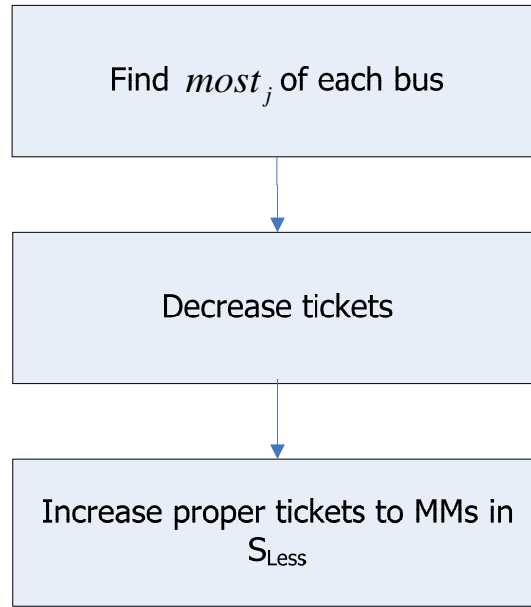 Find most_j of each bus
Decrease tickets
Increase proper tickets to MMs in
S_Less